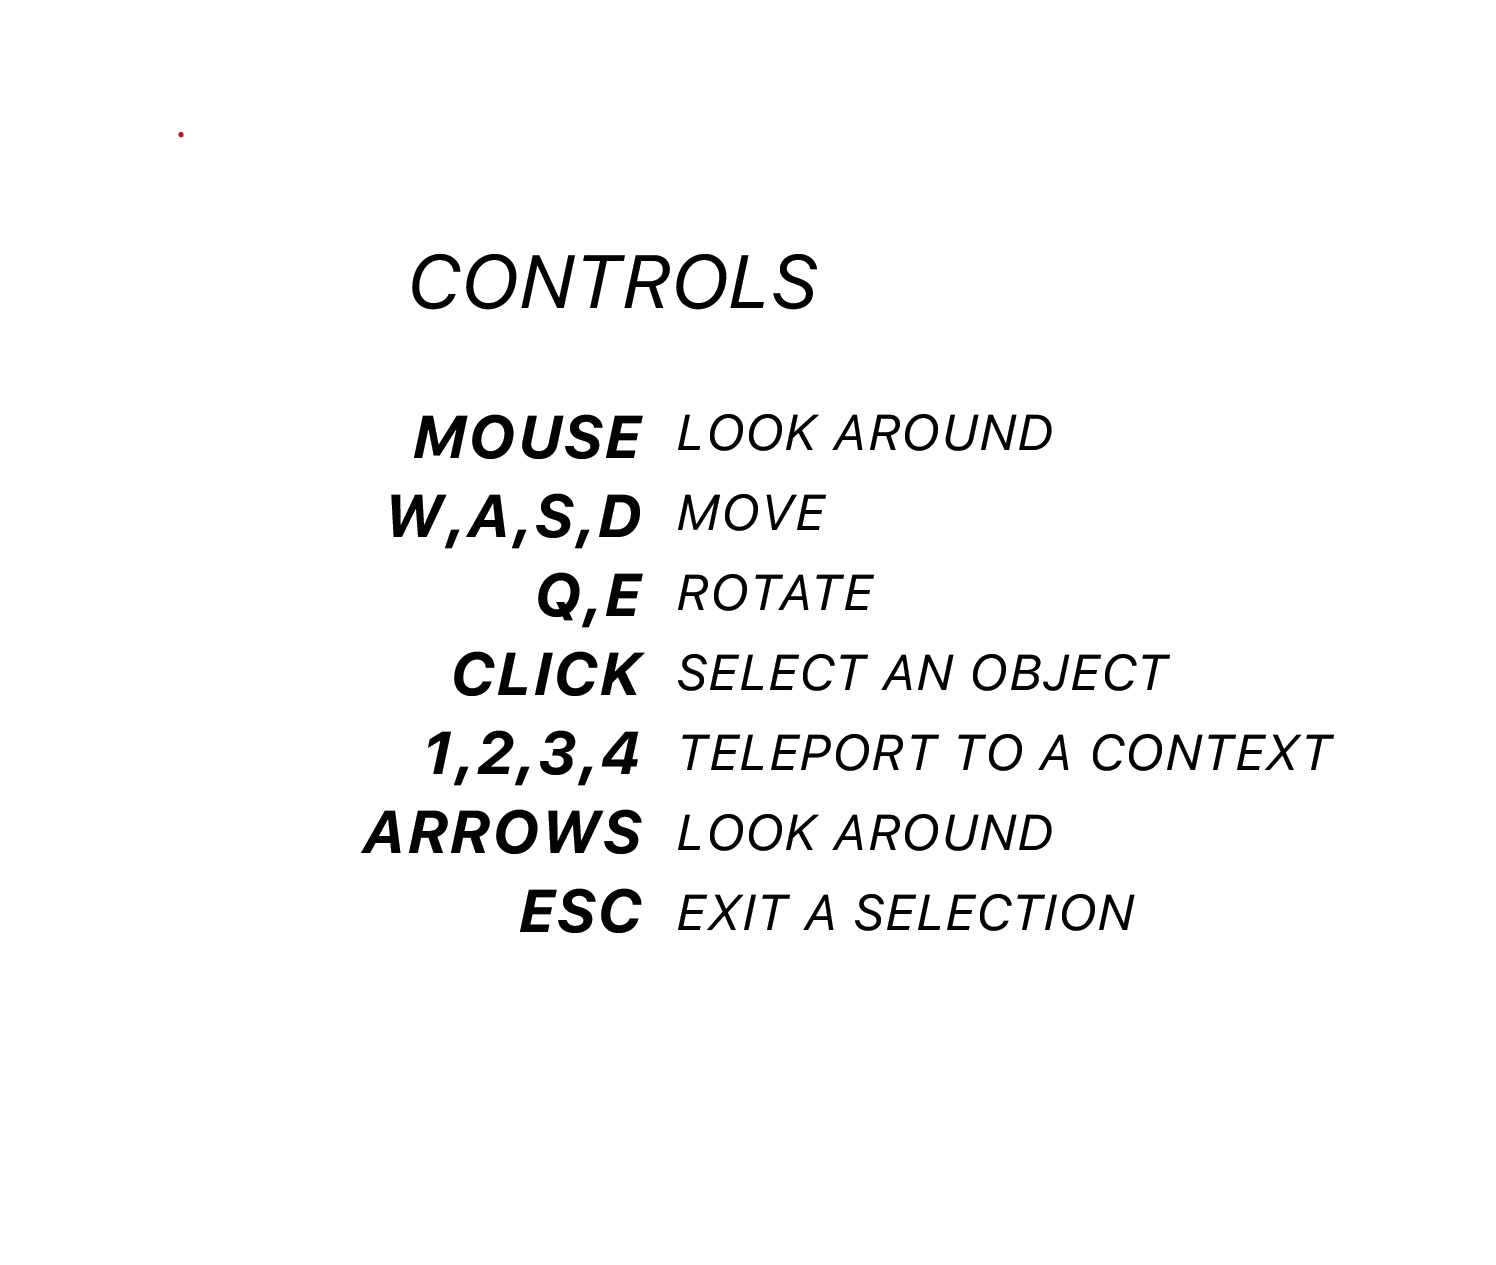 CONTROLS
MOUSE LOOK AROUND
W,A,S,D MOVE
Q,E ROTATE
CLICK SELECT AN OBJECT
1,2,3,4 TELEPORT TO A CONTEXT
ARROWS LOOK AROUND
ESC EXIT A SELECTION